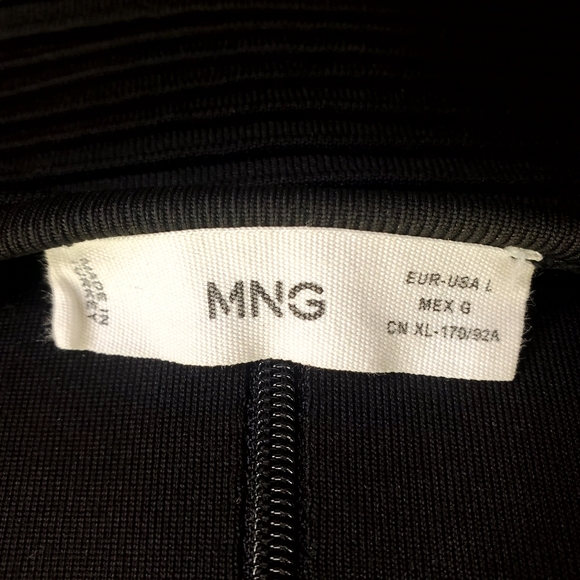 MADE IN
TURKEY
MNG
EUR-USA L
MEX G
CN XL-170/92A